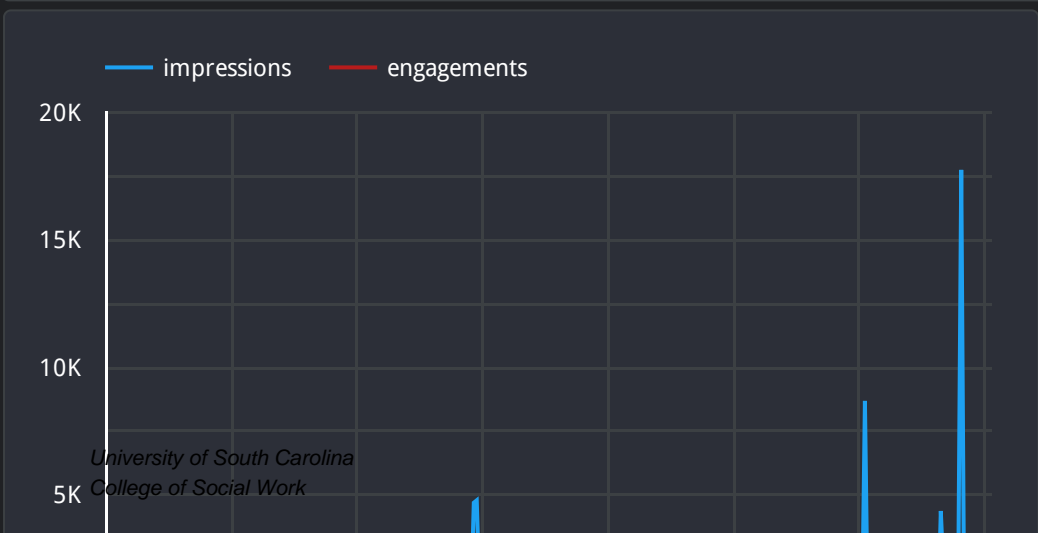 impressions engagements
20K
15K
10K
University of South Carolina
5K College of Social Work